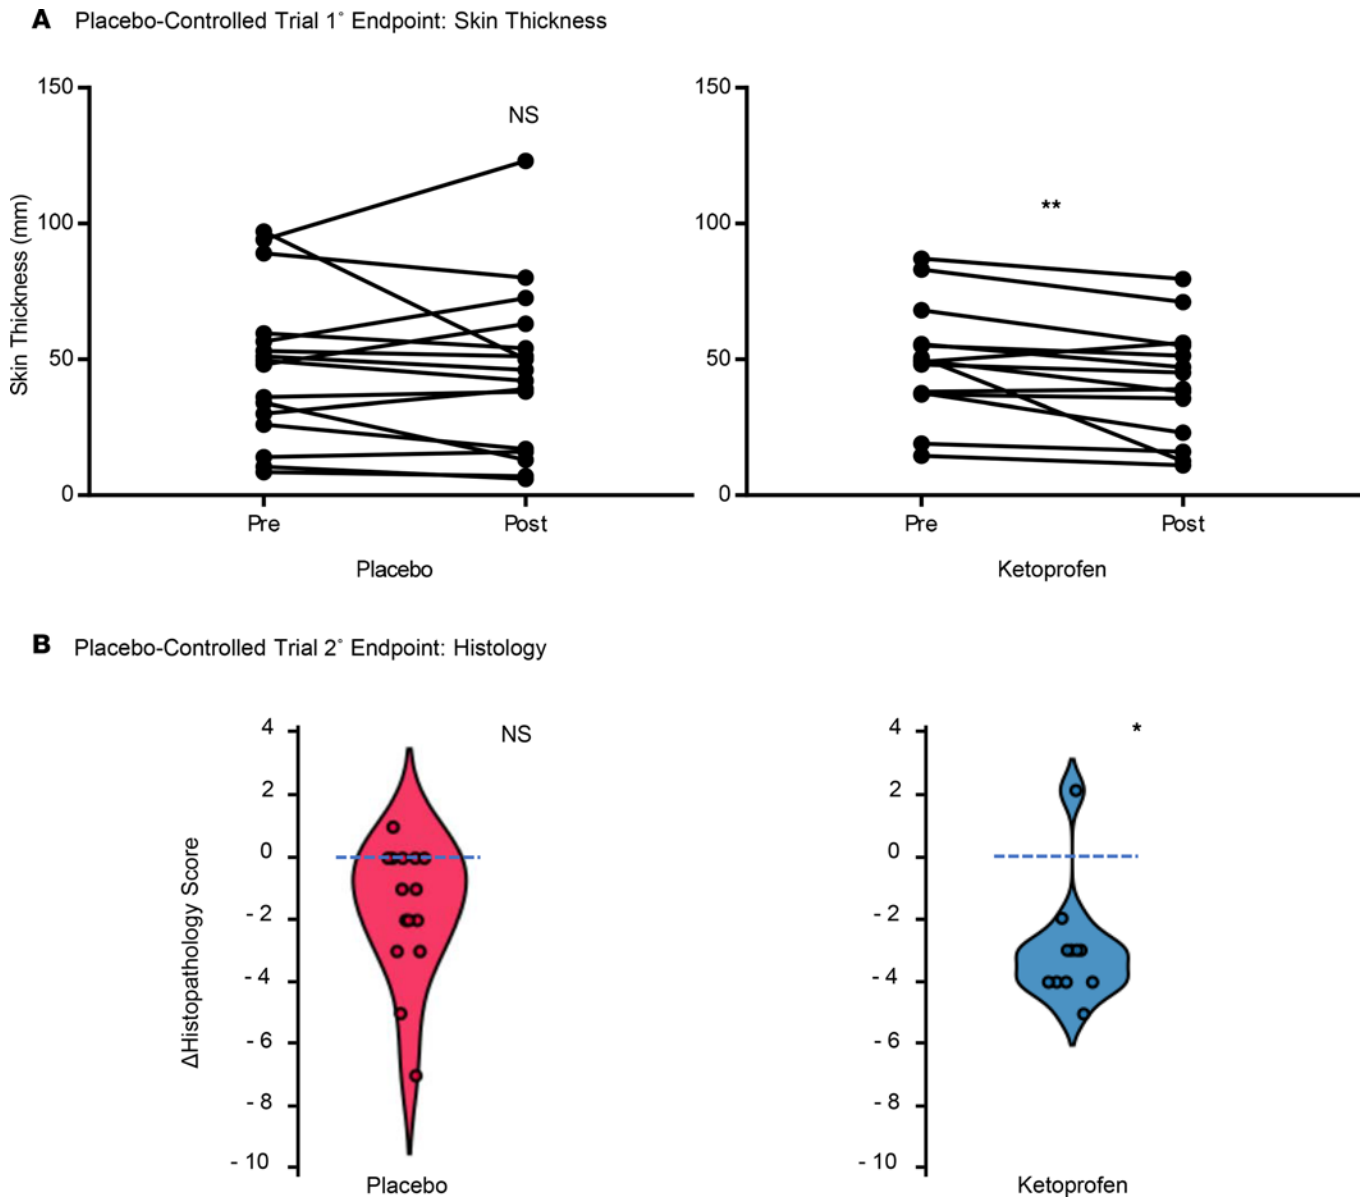 A Placebo-Controlled Trial 1° Endpoint: Skin Thickness
150
100
50
0
Skin Thickness (mm)
NS
Pre
Post
Placebo
150
100
50
0
**
Pre
Post
Ketoprofen
B Placebo-Controlled Trial 2° Endpoint: Histology
4
2
0
- 2
- 4
- 6
- 8
- 10
ΔHistopathology Score
NS
Placebo
4
2
0
- 2
- 4
- 6
- 8
- 10
*
Ketoprofen